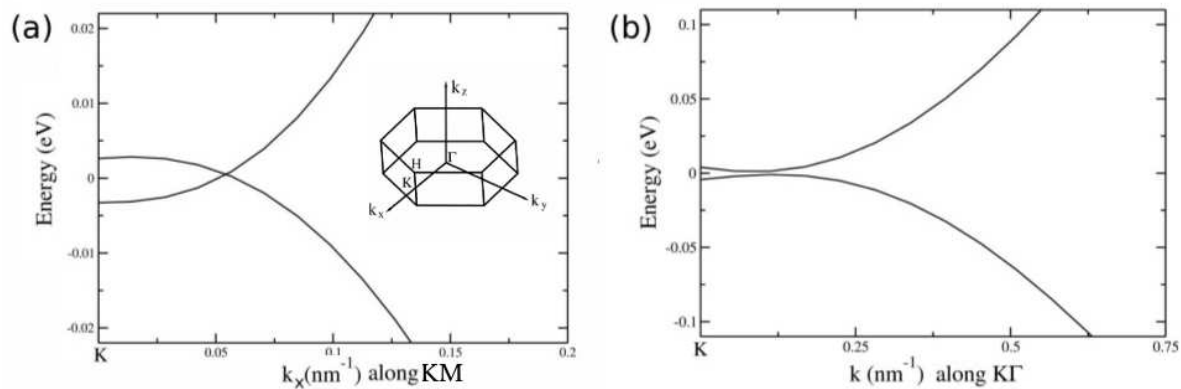 (a)
0.02
0.01
0
-0.01
-0.02
Energy (eV)
K
0.05
0.1
0.15
0.2
kₓ(nm⁻¹) along KM
k_z
Γ
H
K
kₓ
k_y
(b)
0.1
0.05
0
-0.05
-0.1
Energy (eV)
K
0.25
0.5
0.75
k (nm⁻¹) along KΓ